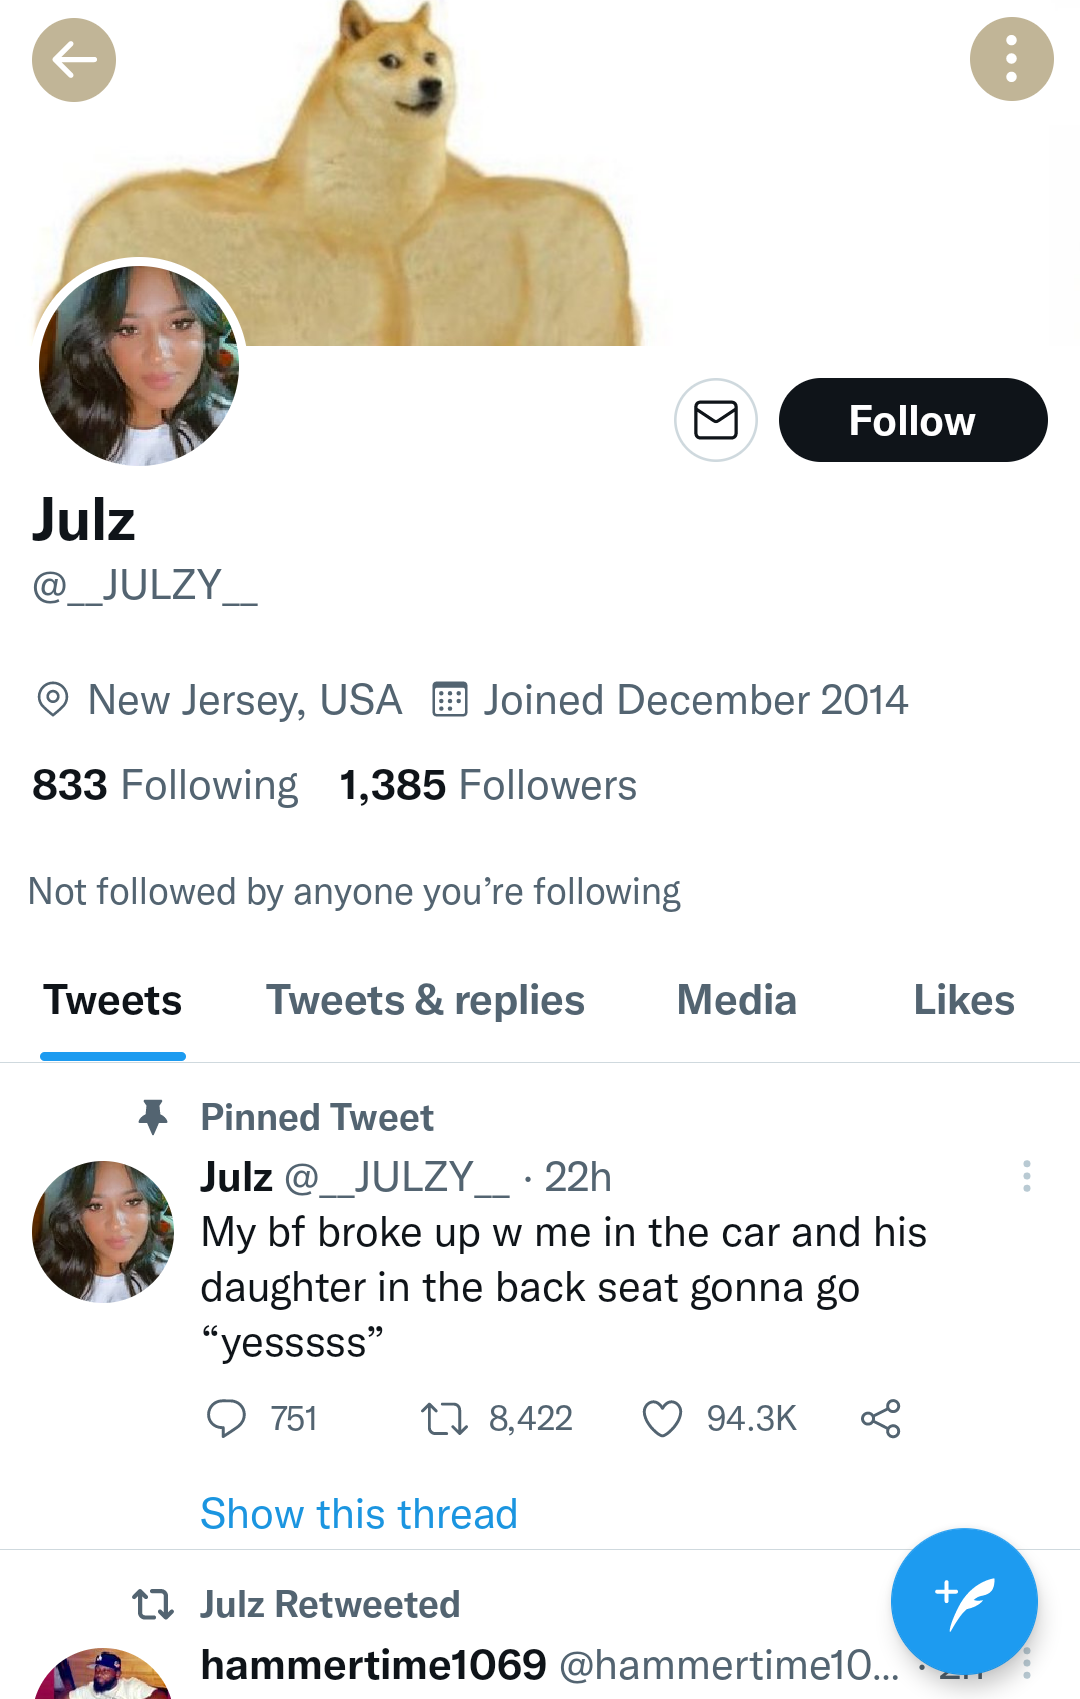 Follow
Julz
@__JULZY__
New Jersey, USA Joined December 2014
833 Following 1,385 Followers
Not followed by anyone you’re following
Tweets Tweets & replies Media Likes
Pinned Tweet
Julz @__JULZY__ · 22h
My bf broke up w me in the car and his
daughter in the back seat gonna go
“yesssss”
751 8,422 94.3K
Show this thread
Julz Retweeted
hammertime1069 @hammertime10... ·